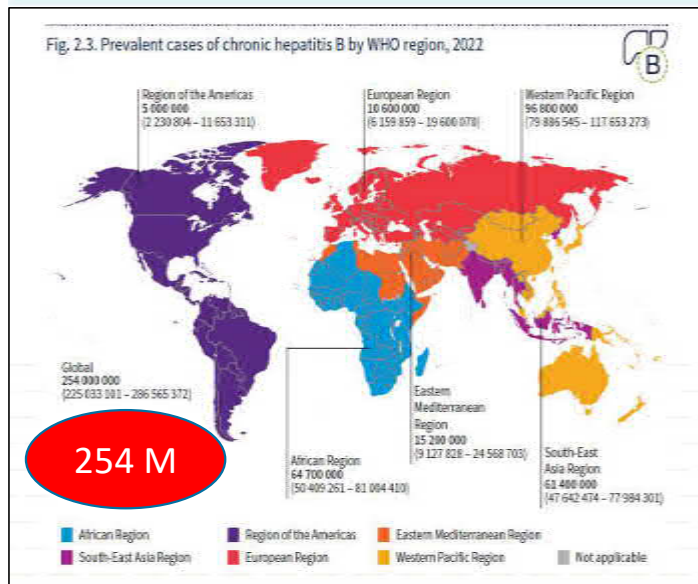 Fig. 2.3. Prevalent cases of chronic hepatitis B by WHO region, 2022
B
Region of the Americas
5 000 000
(2 230 804 – 11 653 311)
European Region
10 600 000
(6 159 859 – 19 600 070)
Western Pacific Region
96 800 000
(79 886 545 – 117 653 273)
Global
254 000 000
(225 033 101 – 286 565 372)
254 M
African Region
64 700 000
(50 409 261 – 81 004 410)
Eastern
Mediterranean
Region
15 200 000
(9 127 828 – 24 568 703)
South-East
Asia Region
61 400 000
(47 642 474 – 77 984 301)
African Region
Region of the Americas
Eastern Mediterranean Region
South-East Asia Region
European Region
Western Pacific Region
Not applicable